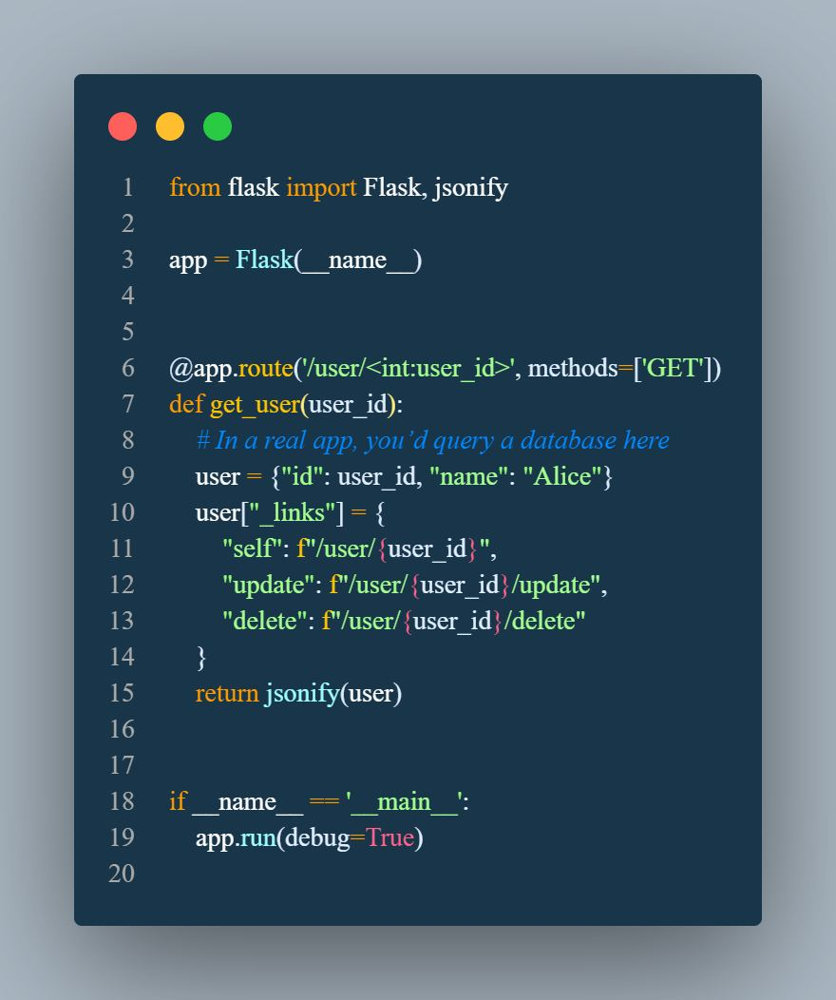 1 from flask import Flask, jsonify
2
3 app = Flask(__name__)
4
5
6 @app.route('/user/<int:user_id>', methods=['GET'])
7 def get_user(user_id):
8     # In a real app, you’d query a database here
9     user = {"id": user_id, "name": "Alice"}
10     user["_links"] = {
11         "self": f"/user/{user_id}",
12         "update": f"/user/{user_id}/update",
13         "delete": f"/user/{user_id}/delete"
14     }
15     return jsonify(user)
16
17
18 if __name__ == '__main__':
19     app.run(debug=True)
20